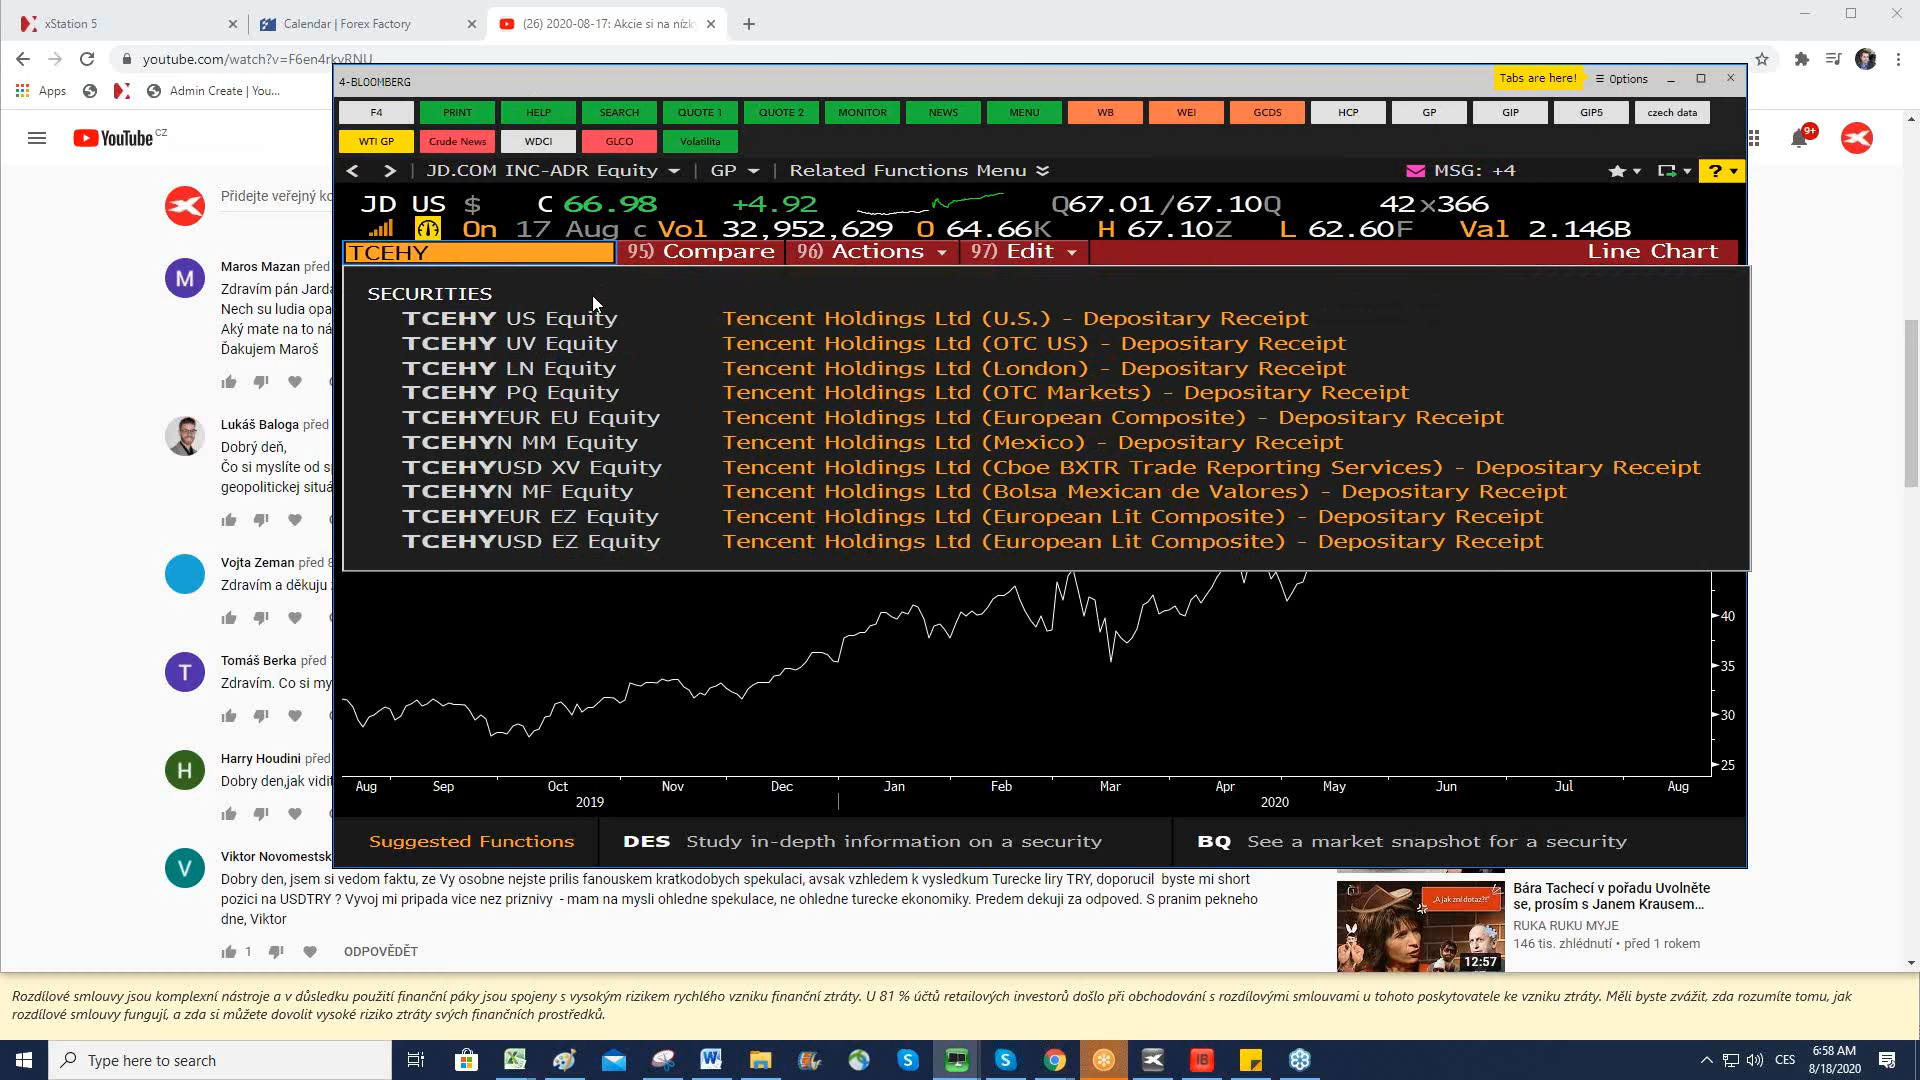 xStation 5
Calendar | Forex Factory
(26) 2020-08-17: Akcie si na nízk
youtube.com/watch?v=F6en4rkyRNU
Apps
Admin Create | You...
4-BLOOMBERG
Tabs are here!
Options
F4 PRINT HELP SEARCH QUOTE 1 QUOTE 2 MONITOR NEWS MENU WB WEI GCDS HCP GP GIP GIP5 czech data
WTI GP Crude News WDCI GLCO Volatilita
YouTube CZ
9+
< > JD.COM INC-ADR Equity | GP | Related Functions Menu
MSG: +4
?
JD US $ C 66.98 +4.92 Q67.01/67.10Q 42x366
On 17 Aug c Vol 32,952,629 O 64.66K H 67.10Z L 62.60F Val 2.146B
TCEHY 95) Compare 96) Actions 97) Edit Line Chart
SECURITIES
TCEHY US Equity Tencent Holdings Ltd (U.S.) - Depositary Receipt
TCEHY UV Equity Tencent Holdings Ltd (OTC US) - Depositary Receipt
TCEHY LN Equity Tencent Holdings Ltd (London) - Depositary Receipt
TCEHY PQ Equity Tencent Holdings Ltd (OTC Markets) - Depositary Receipt
TCEHYEUR EU Equity Tencent Holdings Ltd (European Composite) - Depositary Receipt
TCEHYN MM Equity Tencent Holdings Ltd (Mexico) - Depositary Receipt
TCEHYUSD XV Equity Tencent Holdings Ltd (Cboe BXTR Trade Reporting Services) - Depositary Receipt
TCEHYN MF Equity Tencent Holdings Ltd (Bolsa Mexican de Valores) - Depositary Receipt
TCEHYEUR EZ Equity Tencent Holdings Ltd (European Lit Composite) - Depositary Receipt
TCEHYUSD EZ Equity Tencent Holdings Ltd (European Lit Composite) - Depositary Receipt
40
35
30
25
Aug Sep Oct Nov Dec Jan Feb Mar Apr May Jun Jul Aug
2019 2020
Suggested Functions DES Study in-depth information on a security BQ See a market snapshot for a security
Přidejte veřejný ko
M
Maros Mazan před
Zdravím pán Jarda
Nech su ludia opa
Aký mate na to ná
Ďakujem Maroš
Lukáš Baloga před
Dobrý deň,
Čo si myslíte od s
geopolitickej situá
Vojta Zeman před 8
Zdravím a děkuju
T
Tomáš Berka před
Zdravím. Co si my
H
Harry Houdini před
Dobry den,jak vidit
V
Viktor Novomestsk
Dobry den, jsem si vedom faktu, ze Vy osobne nejste prilis fanouskem kratkodobych spekulaci, avsak vzhledem k vysledkum Turecke liry TRY, doporucil byste mi short
pozici na USDTRY ? Vyvoj mi pripada vice nez priznivy - mam na mysli ohledne spekulace, ne ohledne turecke ekonomiky. Predem dekuji za odpoved. S pranim pekneho
dne, Viktor
1
ODPOVĚDĚT
„A jak zní dotaz?!“
12:57
Bára Tachecí v pořadu Uvolněte
se, prosím s Janem Krausem...
RUKA RUKU MYJE
146 tis. zhlédnutí • před 1 rokem
Rozdílové smlouvy jsou komplexní nástroje a v důsledku použití finanční páky jsou spojeny s vysokým rizikem rychlého vzniku finanční ztráty. U 81 % účtů retailových investorů došlo při obchodování s rozdílovými smlouvami u tohoto poskytovatele ke vzniku ztráty. Měli byste zvážit, zda rozumíte tomu, jak
rozdílové smlouvy fungují, a zda si můžete dovolit vysoké riziko ztráty svých finančních prostředků.
Type here to search
CES
6:58 AM
8/18/2020